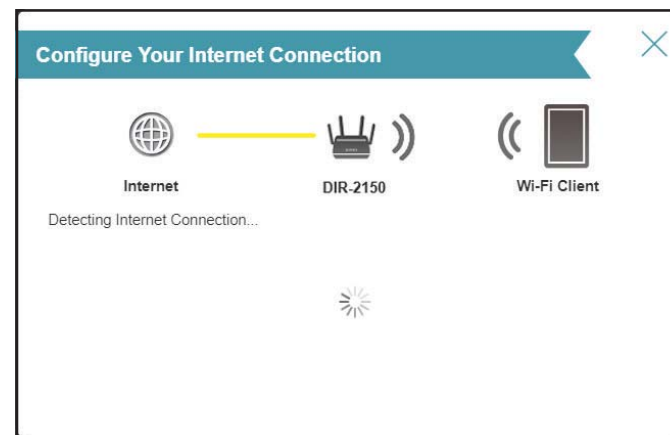 Configure Your Internet Connection
Internet
DIR-2150
Wi-Fi Client
Detecting Internet Connection...